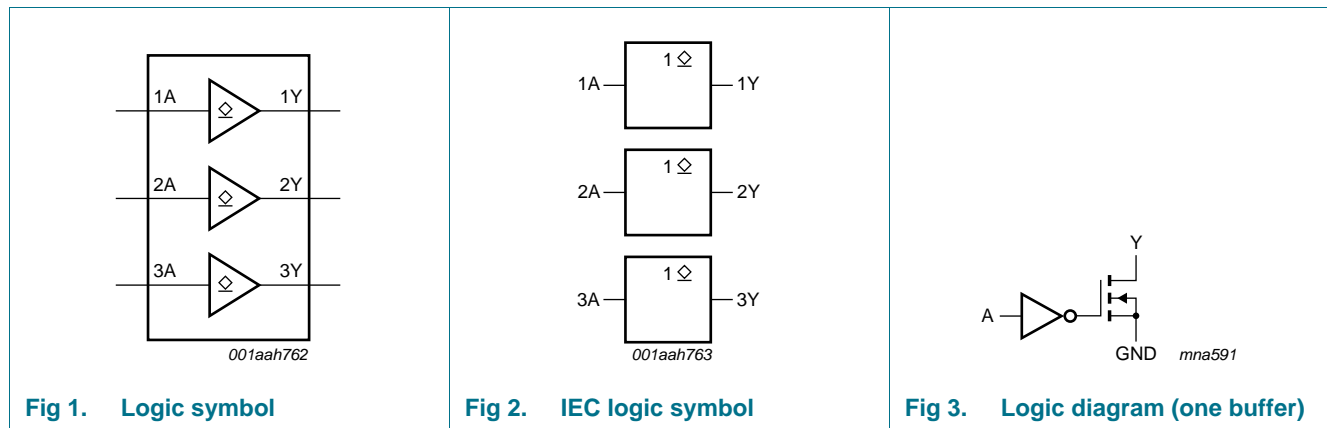 1A 1Y
2A 2Y
3A 3Y
001aah762
Fig 1. Logic symbol
1
1A 1Y
1
2A 2Y
1
3A 3Y
001aah763
Fig 2. IEC logic symbol
Y
A
GND mna591
Fig 3. Logic diagram (one buffer)